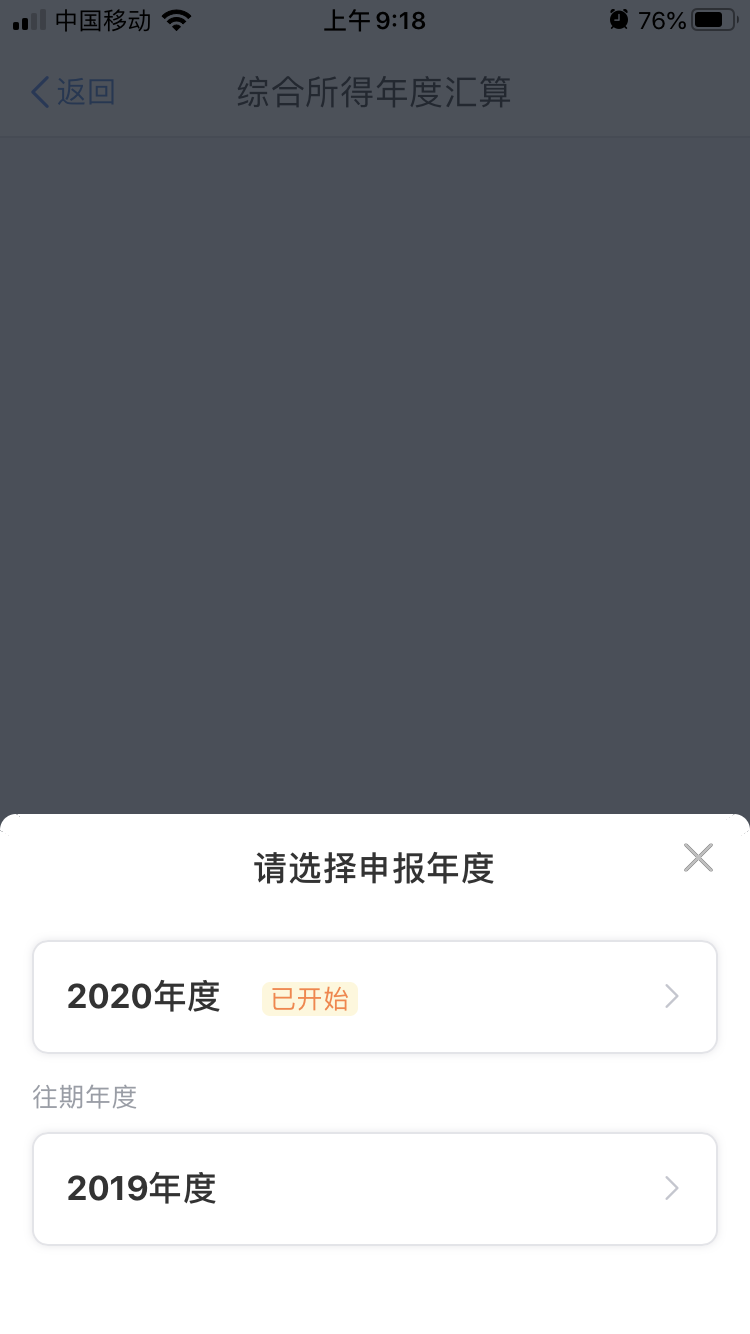 中国移动 上午 9:18 76%
返回 综合所得年度汇算
请选择申报年度
2020年度 已开始
往期年度
2019年度